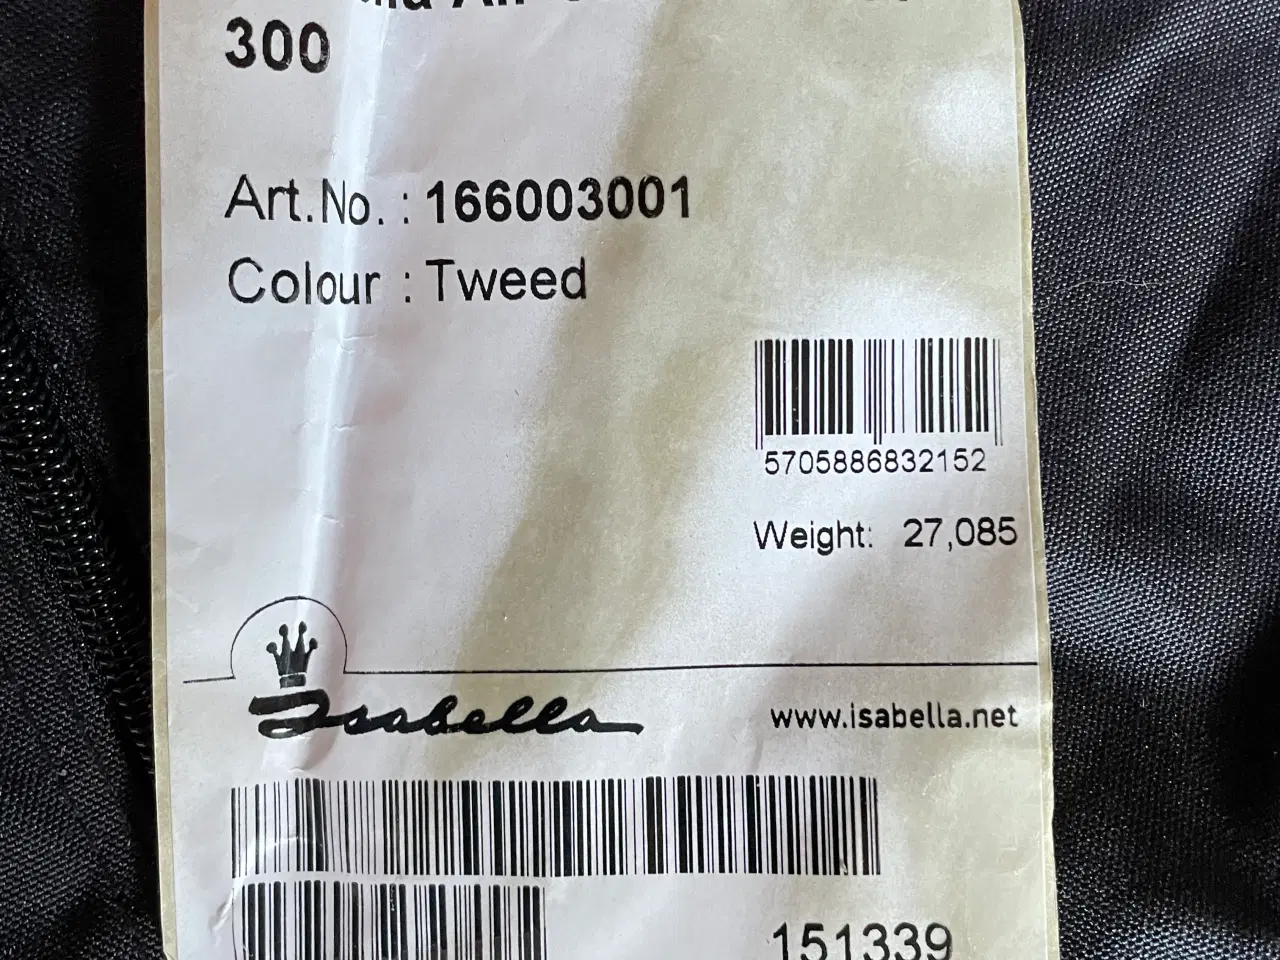 300
Art.No. : 166003001
Colour : Tweed
5705886832152
Weight: 27,085
Isabella
www.isabella.net
151339